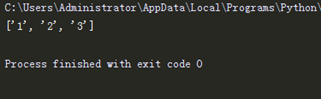 C:\Users\Administrator\AppData\Local\Programs\Python\
['1', '2', '3']
Process finished with exit code 0